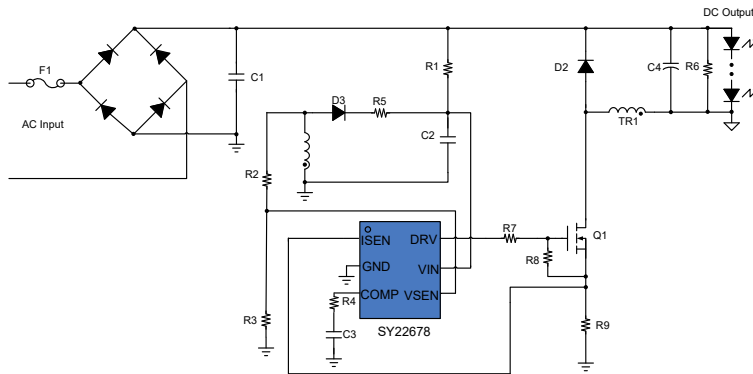 DC Output
F1
AC Input
C1
R1
D2
C4
R6
D3
R5
C2
TR1
R2
ISEN
DRV
GND
VIN
COMP
VSEN
R7
Q1
R8
R4
R3
C3
SY22678
R9